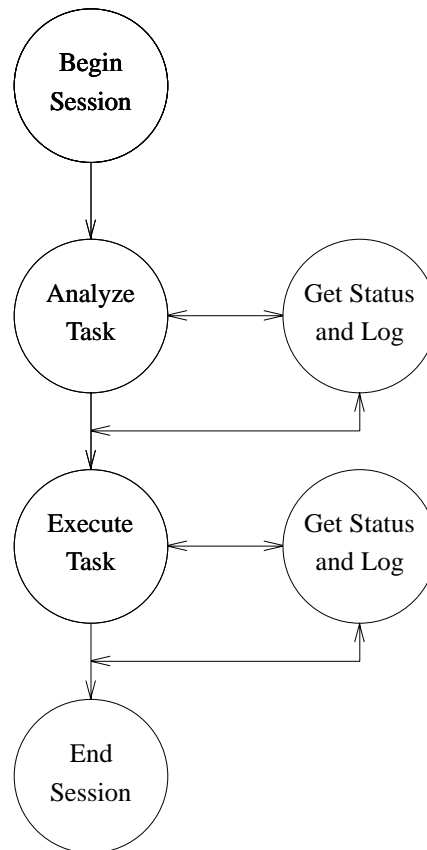 Begin
Session
Analyze
Task
Get Status
and Log
Execute
Task
Get Status
and Log
End
Session